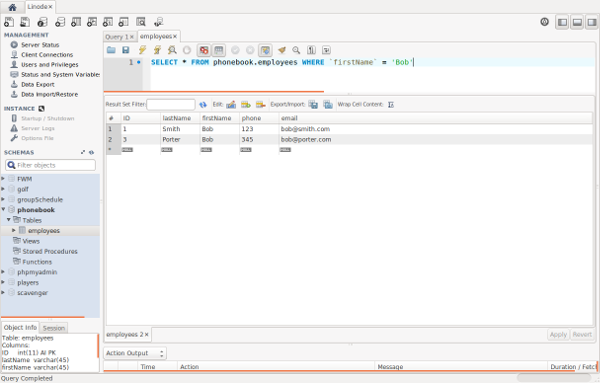 Linode ×
MANAGEMENT
Server Status
Client Connections
Users and Privileges
Status and System Variable
Data Export
Data Import/Restore
INSTANCE
Startup / Shutdown
Server Logs
Options File
SCHEMAS
Filter objects
FWM
golf
groupSchedule
phonebook
Tables
employees
Views
Stored Procedures
Functions
phpmyadmin
players
scavenger
Object Info Session
Table: employees
Columns:
ID int(11) AI PK
lastName varchar(45)
firstName varchar(45)
Query Completed
Query 1 × employees ×
1 SELECT * FROM phonebook.employees WHERE `firstName` = 'Bob'
Result Set Filter: Edit: Export/Import: Wrap Cell Content:
# ID lastName firstName phone email
1 1 Smith Bob 123 bob@smith.com
2 3 Porter Bob 345 bob@porter.com
* NULL NULL NULL NULL NULL
employees 2 × Apply Revert
Action Output
Time Action Message Duration / Fetch